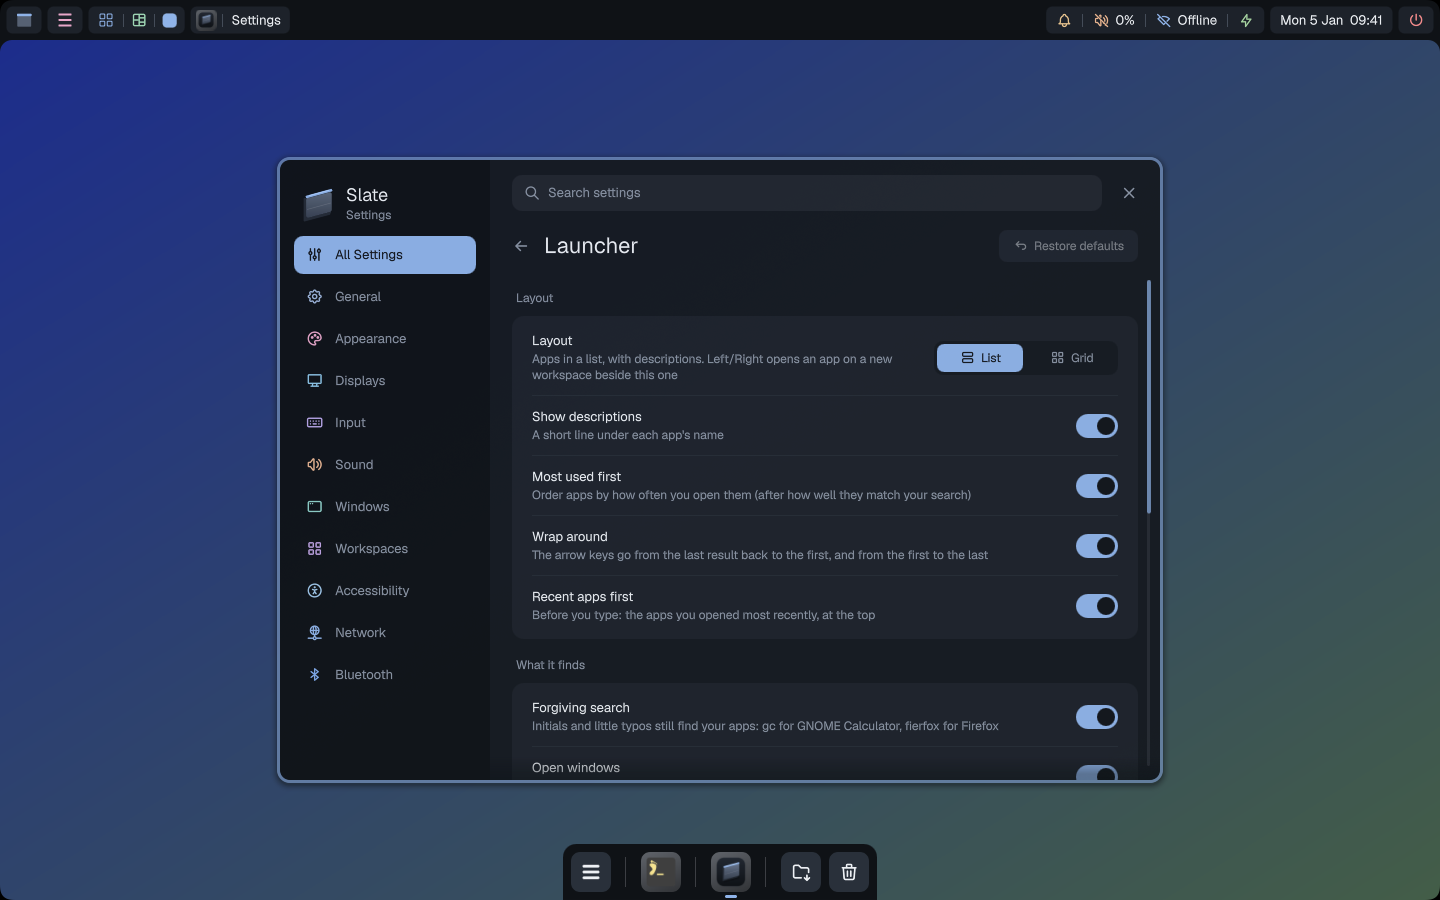 Settings
0%
Offline
Mon 5 Jan 09:41
Slate
Settings
Search settings
All Settings
General
Appearance
Displays
Input
Sound
Windows
Workspaces
Accessibility
Network
Bluetooth
Launcher
Restore defaults
Layout
Layout
Apps in a list, with descriptions. Left/Right opens an app on a new
workspace beside this one
List
Grid
Show descriptions
A short line under each app's name
Most used first
Order apps by how often you open them (after how well they match your search)
Wrap around
The arrow keys go from the last result back to the first, and from the first to the last
Recent apps first
Before you type: the apps you opened most recently, at the top
What it finds
Forgiving search
Initials and little typos still find your apps: gc for GNOME Calculator, fierfox for Firefox
Open windows